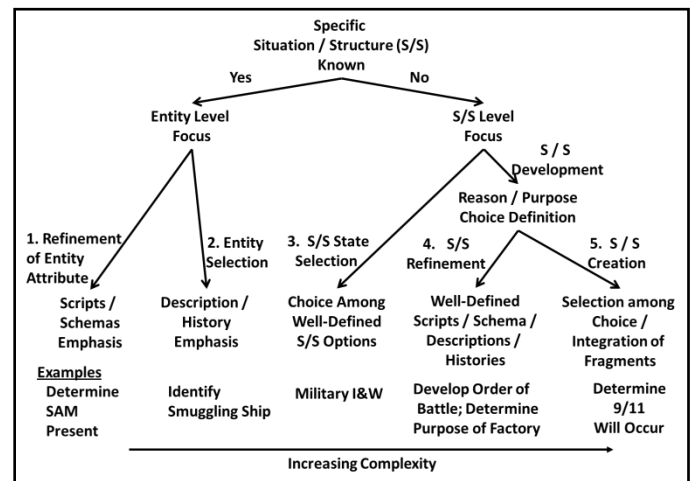 Specific
Situation / Structure (S/S)
Known
Yes
No
Entity Level
Focus
S/S Level
Focus
S / S
Development
Reason / Purpose
Choice Definition
1. Refinement
of Entity
Attribute
2. Entity
Selection
3. S/S State
Selection
4. S/S
Refinement
5. S / S
Creation
Scripts /
Schemas
Emphasis
Description /
History
Emphasis
Choice Among
Well-Defined
S/S Options
Well-Defined
Scripts / Schema /
Descriptions /
Histories
Selection among
Choice /
Integration of
Fragments
Examples
Determine
SAM
Present
Identify
Smuggling Ship
Military I&W
Develop Order of
Battle; Determine
Purpose of Factory
Determine
9/11
Will Occur
Increasing Complexity